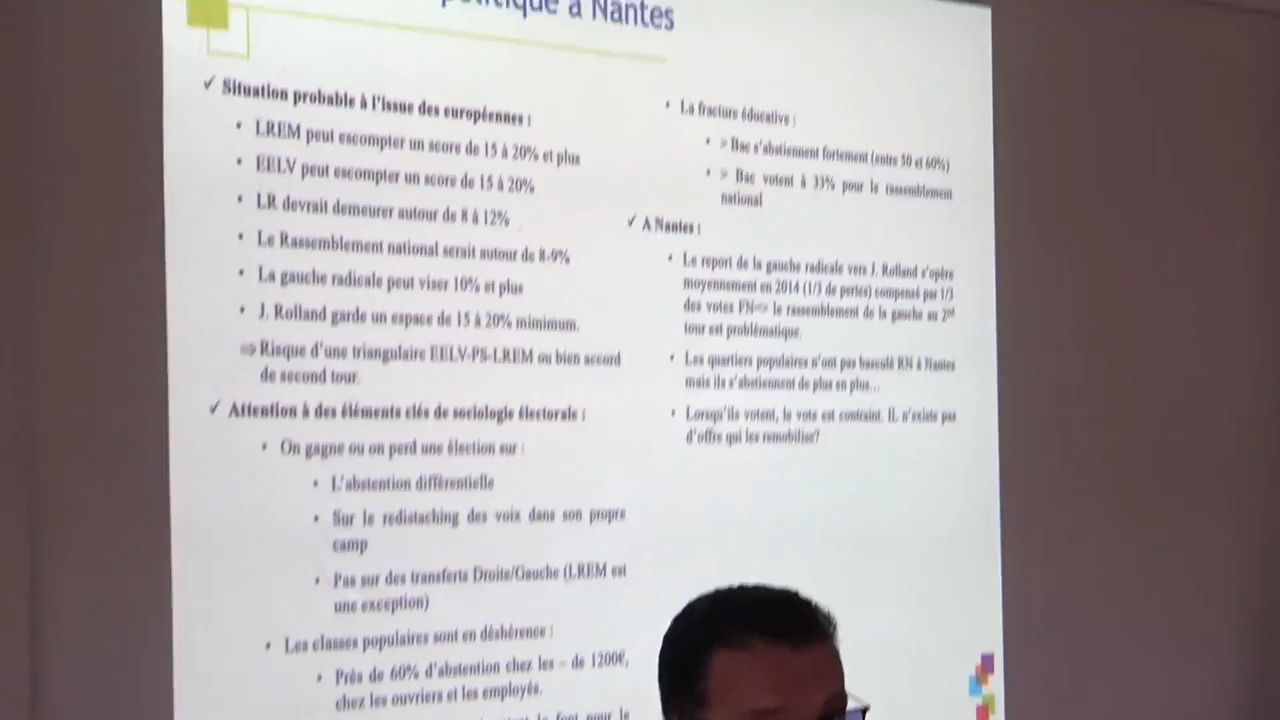 politique à Nantes
✓ Situation probable à l'issue des européennes :
• LREM peut escompter un score de 15 à 20% et plus
• EELV peut escompter un score de 15 à 20%
• LR devrait demeurer autour de 8 à 12%
• Le Rassemblement national serait autour de 8-9%
• La gauche radicale peut viser 10% et plus
• J. Rolland garde un espace de 15 à 20% mimimum.
⇒ Risque d'une triangulaire EELV-PS-LREM ou bien accord
de second tour.
✓ Attention à des éléments clés de sociologie électorale :
• On gagne ou on perd une élection sur :
• L'abstention différentielle
• Sur le redistaching des voix dans son propre
camp
• Pas sur des transferts Droite/Gauche (LREM est
une exception)
• Les classes populaires sont en déshérence :
• Près de 60% d'abstention chez les – de 1200€,
chez les ouvriers et les employés.
le font pour le
• La fracture éducative :
• > Bac s'abstiennent fortement (entre 50 et 60%)
• > Bac votent à 33% pour le rassemblement
national
✓ A Nantes :
• Le report de la gauche radicale vers J. Rolland s'opère
moyennement en 2014 (1/3 de pertes) compensé par 1/3
des votes FN=> le rassemblement de la gauche au 2nd
tour est problématique.
• Les quartiers populaires n'ont pas basculé RN à Nantes
mais ils s'abstiennent de plus en plus...
• Lorsqu'ils votent, le vote est contraint. IL n'existe pas
d'offre qui les remobilise?